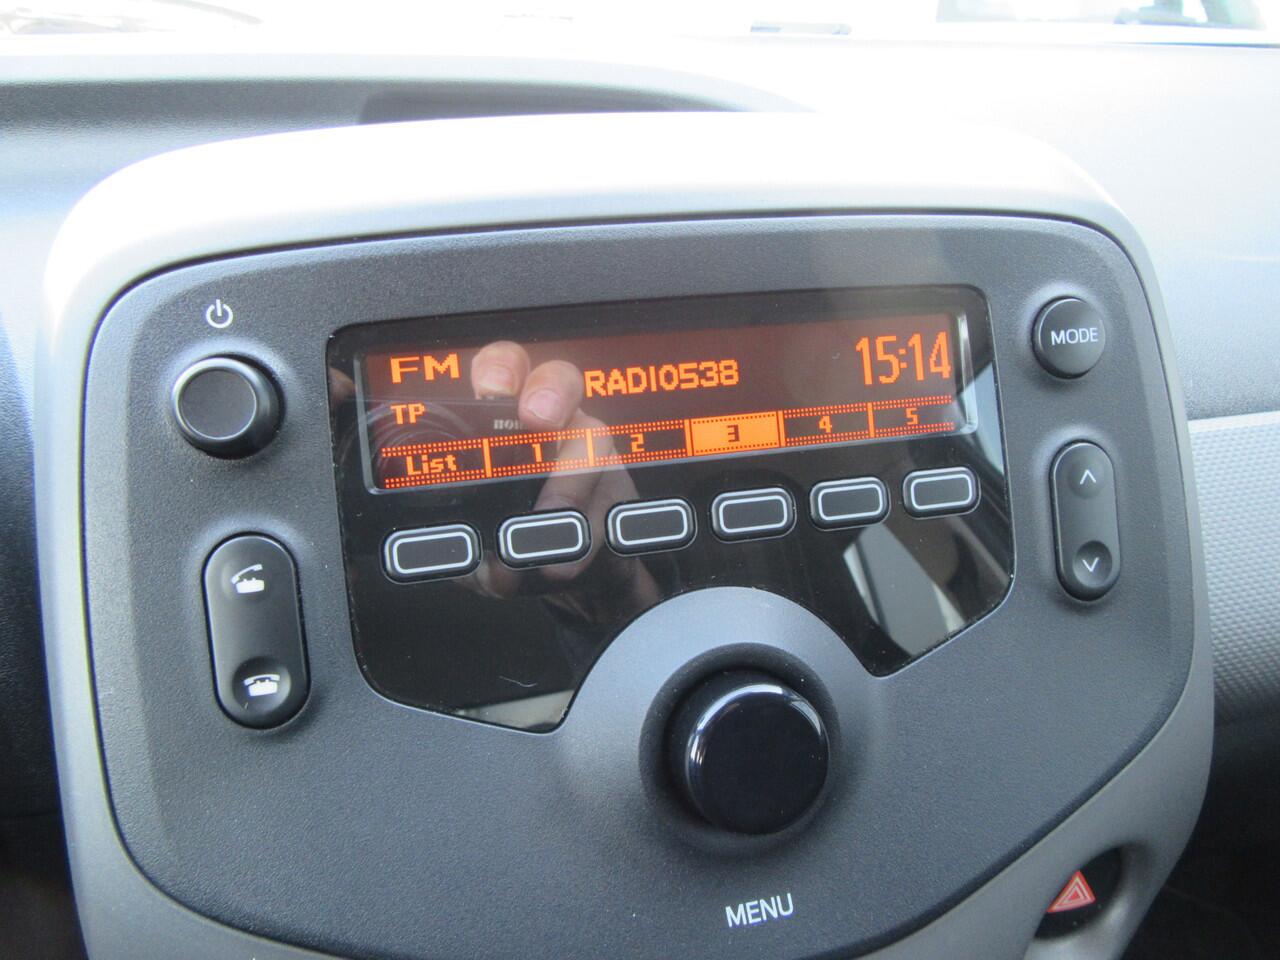 FM RADIO538 15:14
TP
List 1 2 3 4 5
MODE
MENU